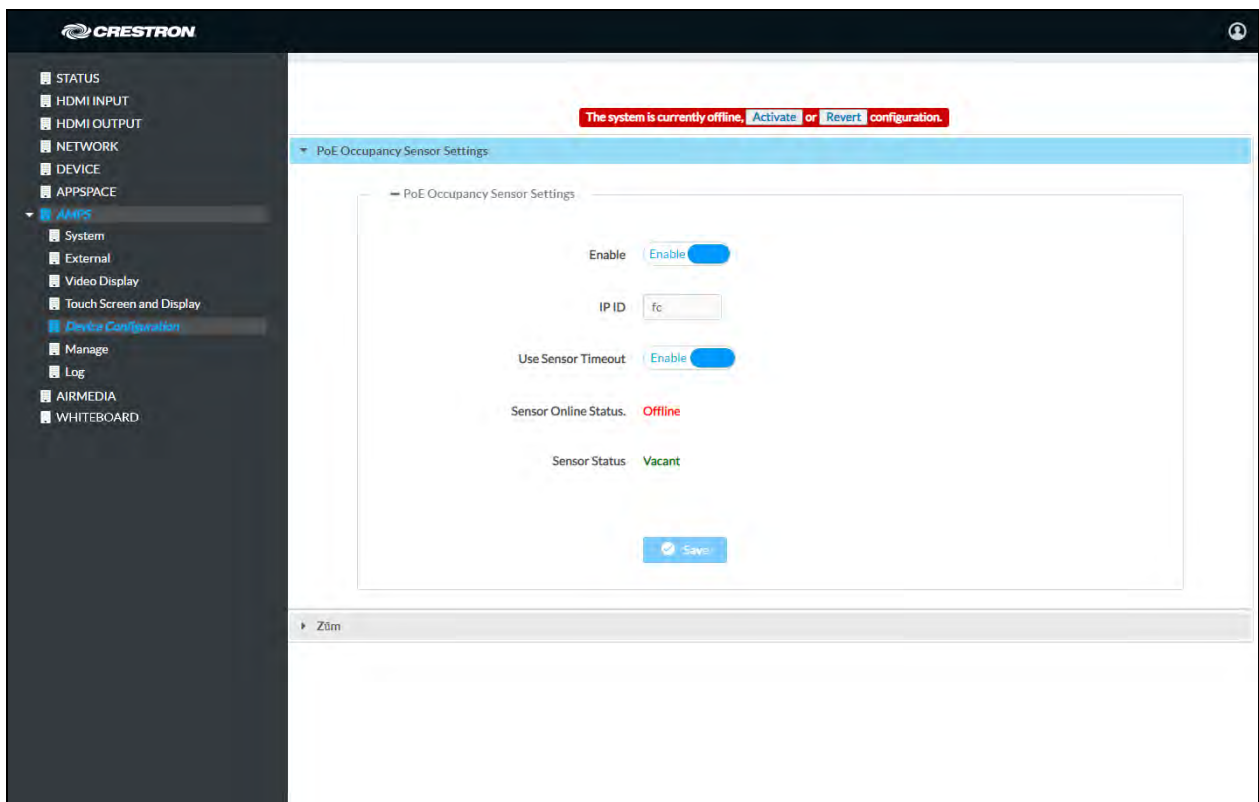 CRESTRON
STATUS
HDMI INPUT
HDMI OUTPUT
NETWORK
DEVICE
APPSPACE
AMPS
System
External
Video Display
Touch Screen and Display
Device Configuration
Manage
Log
AIRMEDIA
WHITEBOARD
The system is currently offline, Activate or Revert configuration.
PoE Occupancy Sensor Settings
PoE Occupancy Sensor Settings
Enable Enable
IP ID fc
Use Sensor Timeout Enable
Sensor Online Status. Offline
Sensor Status Vacant
Save
Zūm